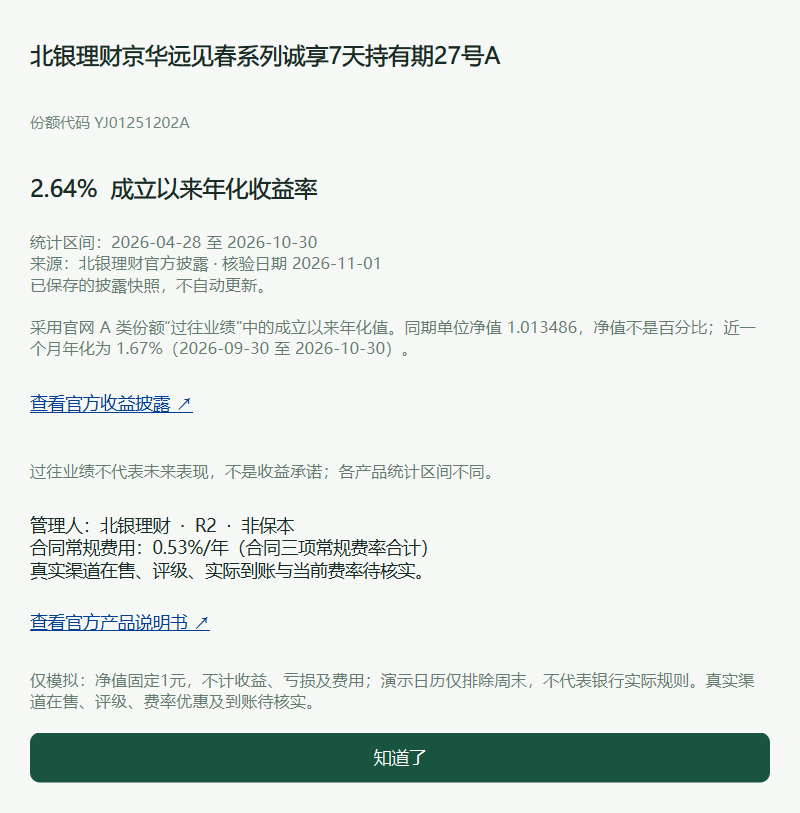 北银理财京华远见春系列诚享7天持有期27号A
份额代码 YJ01251202A
2.64% 成立以来年化收益率
统计区间：2026-04-28 至 2026-10-30
来源：北银理财官方披露 · 核验日期 2026-11-01
已保存的披露快照，不自动更新。
采用官网 A 类份额“过往业绩”中的成立以来年化值。同期单位净值 1.013486，净值不是百分比；近一
个月年化为 1.67%（2026-09-30 至 2026-10-30）。
查看官方收益披露 ↗
过往业绩不代表未来表现，不是收益承诺；各产品统计区间不同。
管理人：北银理财 · R2 · 非保本
合同常规费用：0.53%/年（合同三项常规费率合计）
真实渠道在售、评级、实际到账与当前费率待核实。
查看官方产品说明书 ↗
仅模拟：净值固定1元，不计收益、亏损及费用；演示日历仅排除周末，不代表银行实际规则。真实渠
道在售、评级、费率优惠及到账待核实。
知道了